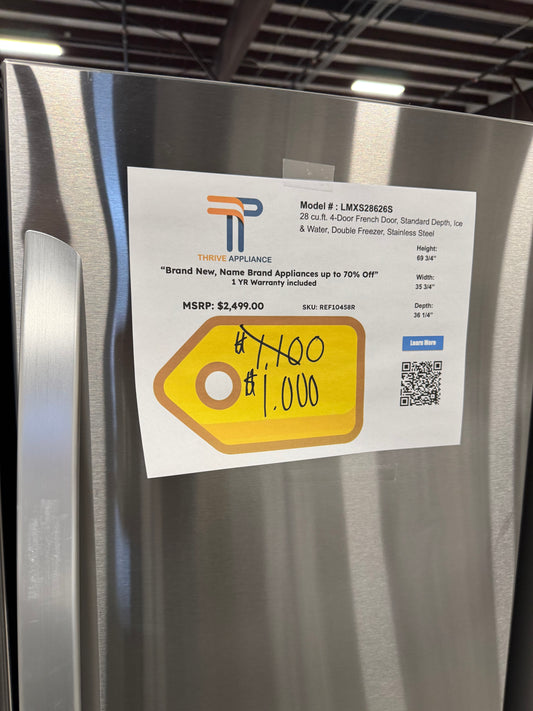 TP
THRIVE APPLIANCE
Model # : LMXS28626S
28 cu.ft. 4-Door French Door, Standard Depth, Ice
& Water, Double Freezer, Stainless Steel
"Brand New, Name Brand Appliances up to 70% Off"
1 YR Warranty included
MSRP: $2,499.00
SKU: REF10458R
Height:
69 3/4"
Width:
35 3/4"
Depth:
36 1/4"
Learn More
$1,100
$1,000